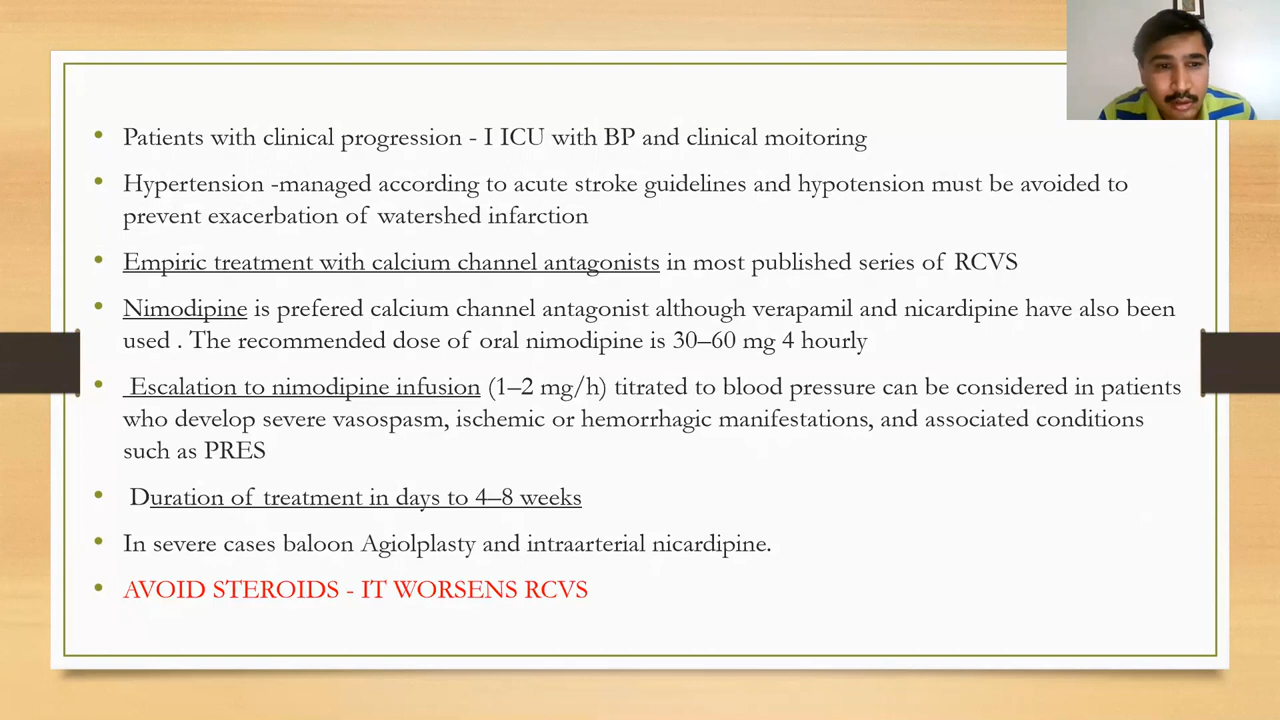 Patients with clinical progression - I ICU with BP and clinical moitoring
Hypertension -managed according to acute stroke guidelines and hypotension must be avoided to
prevent exacerbation of watershed infarction
Empiric treatment with calcium channel antagonists in most published series of RCVS
Nimodipine is prefered calcium channel antagonist although verapamil and nicardipine have also been
used . The recommended dose of oral nimodipine is 30–60 mg 4 hourly
Escalation to nimodipine infusion (1–2 mg/h) titrated to blood pressure can be considered in patients
who develop severe vasospasm, ischemic or hemorrhagic manifestations, and associated conditions
such as PRES
Duration of treatment in days to 4–8 weeks
In severe cases baloon Agiolplasty and intraarterial nicardipine.
AVOID STEROIDS - IT WORSENS RCVS